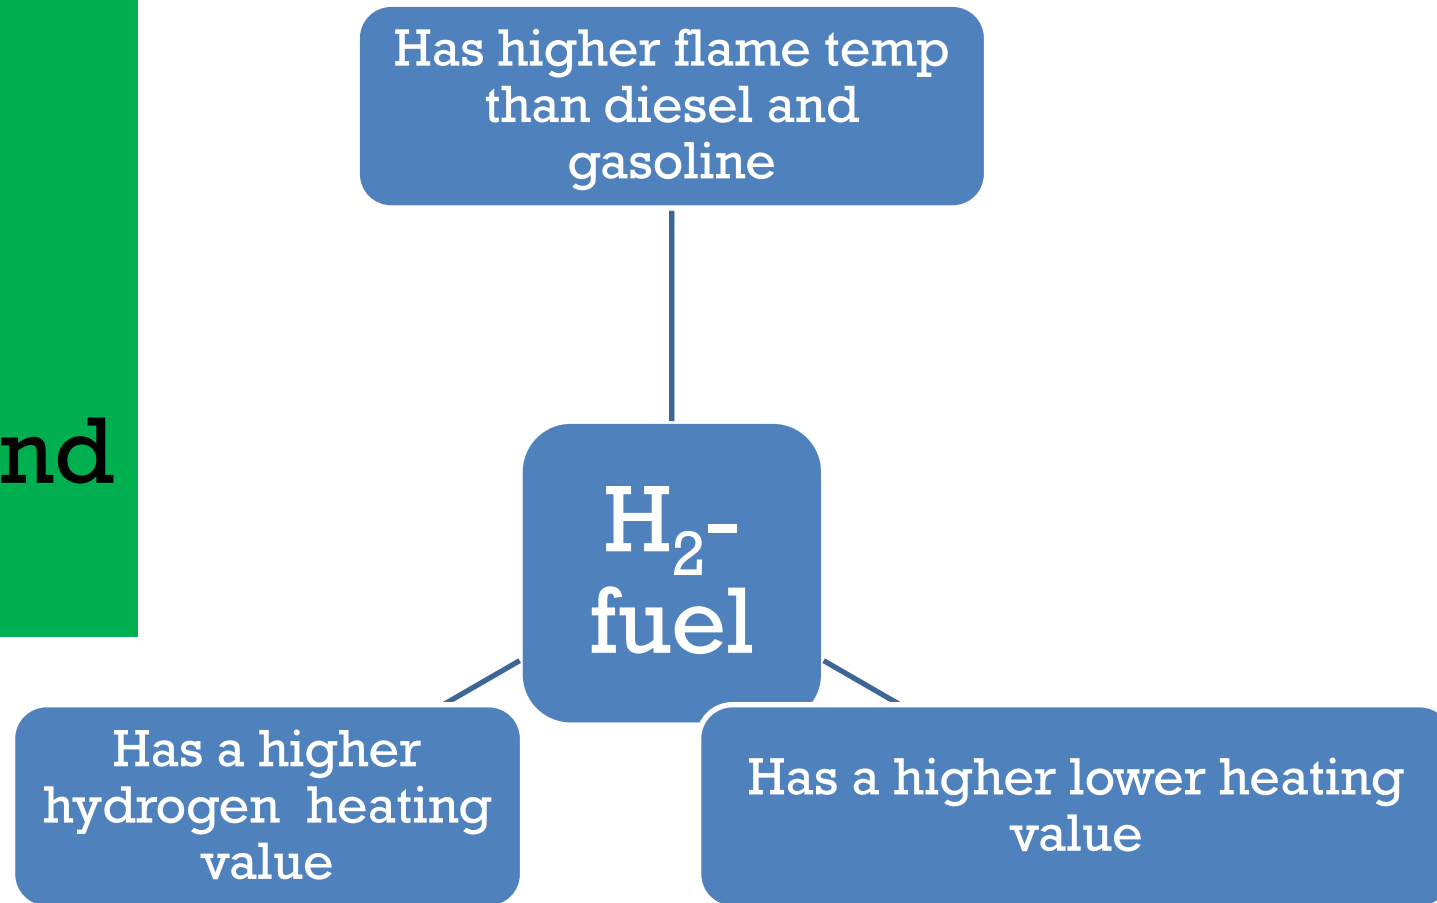 Has higher flame temp
than diesel and
gasoline
nd
H₂-
fuel
Has a higher
hydrogen heating
value
Has a higher lower heating
value